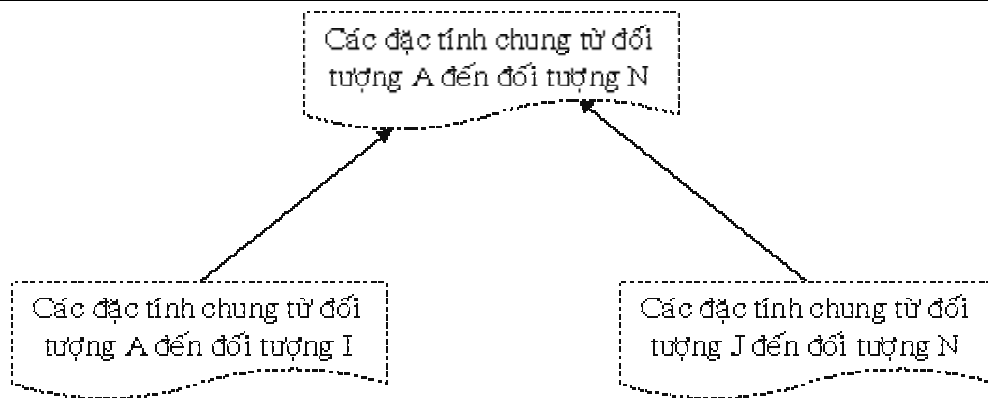 Các đặc tính chung từ đối
tượng A đến đối tượng N
Các đặc tính chung từ đối
tượng A đến đối tượng I
Các đặc tính chung từ đối
tượng J đến đối tượng N